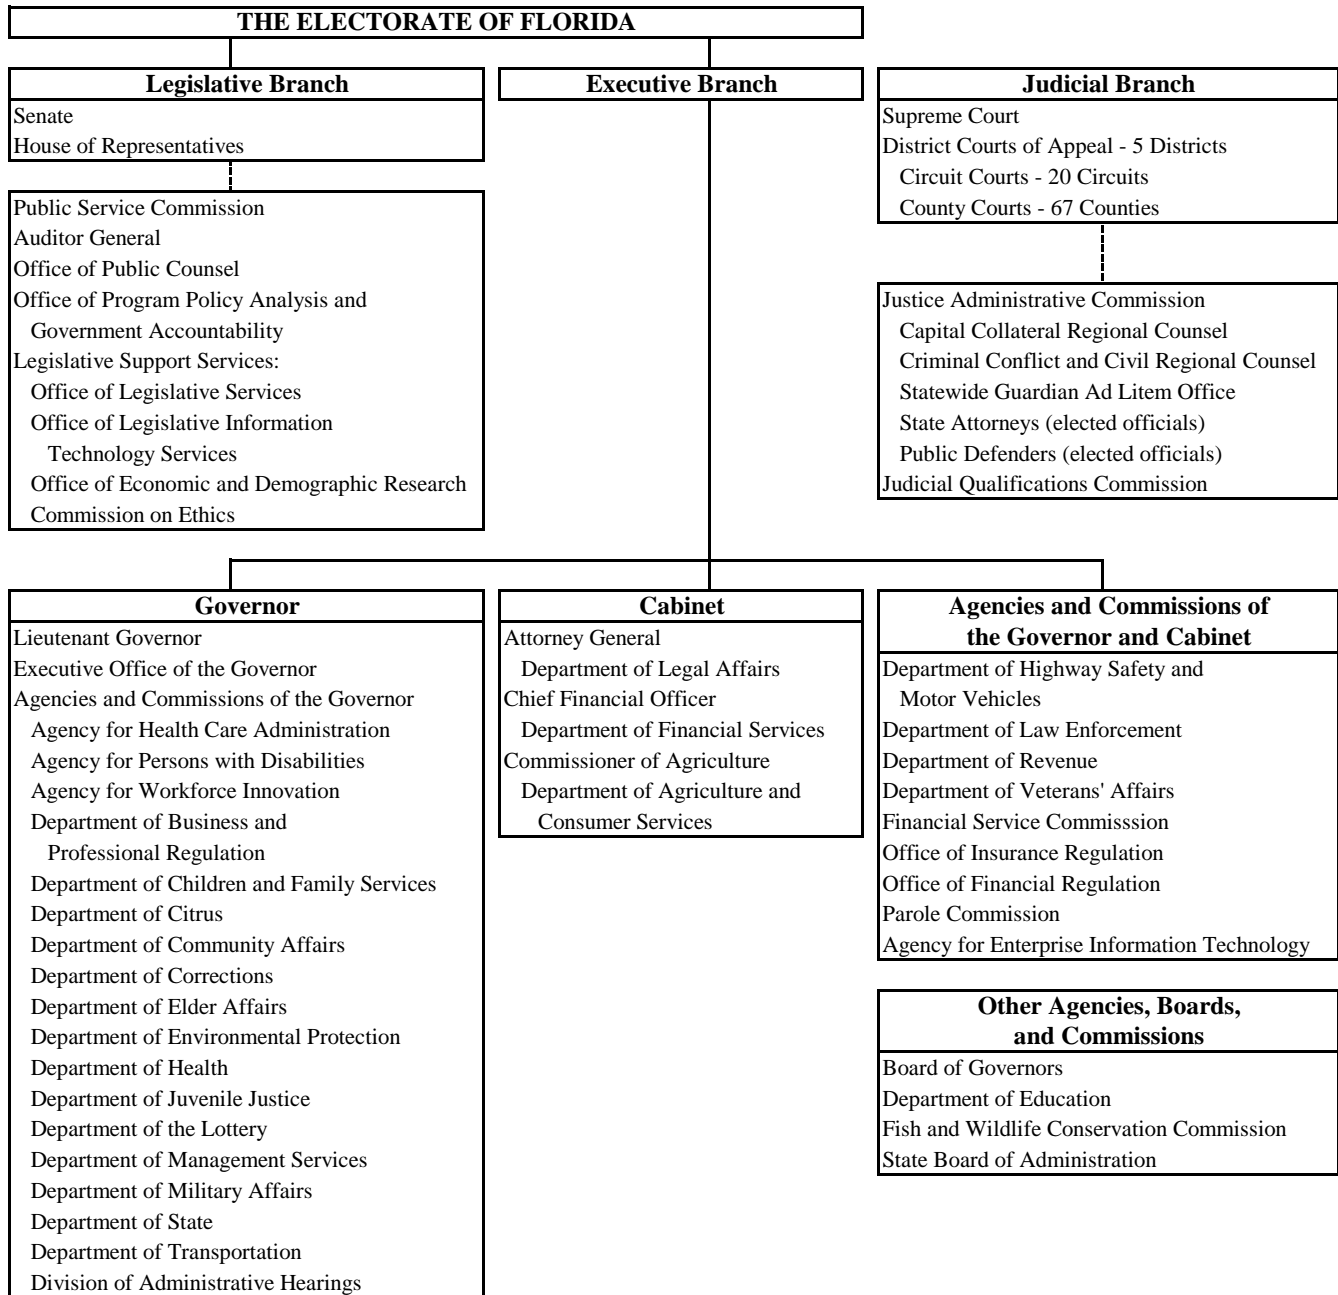 THE ELECTORATE OF FLORIDA
Legislative Branch
Senate
House of Representatives
Public Service Commission
Auditor General
Office of Public Counsel
Office of Program Policy Analysis and
Government Accountability
Legislative Support Services:
Office of Legislative Services
Office of Legislative Information
Technology Services
Office of Economic and Demographic Research
Commission on Ethics
Executive Branch
Judicial Branch
Supreme Court
District Courts of Appeal - 5 Districts
Circuit Courts - 20 Circuits
County Courts - 67 Counties
Justice Administrative Commission
Capital Collateral Regional Counsel
Criminal Conflict and Civil Regional Counsel
Statewide Guardian Ad Litem Office
State Attorneys (elected officials)
Public Defenders (elected officials)
Judicial Qualifications Commission
Governor
Lieutenant Governor
Executive Office of the Governor
Agencies and Commissions of the Governor
Agency for Health Care Administration
Agency for Persons with Disabilities
Agency for Workforce Innovation
Department of Business and
Professional Regulation
Department of Children and Family Services
Department of Citrus
Department of Community Affairs
Department of Corrections
Department of Elder Affairs
Department of Environmental Protection
Department of Health
Department of Juvenile Justice
Department of the Lottery
Department of Management Services
Department of Military Affairs
Department of State
Department of Transportation
Division of Administrative Hearings
Cabinet
Attorney General
Department of Legal Affairs
Chief Financial Officer
Department of Financial Services
Commissioner of Agriculture
Department of Agriculture and
Consumer Services
Agencies and Commissions of
the Governor and Cabinet
Department of Highway Safety and
Motor Vehicles
Department of Law Enforcement
Department of Revenue
Department of Veterans' Affairs
Financial Service Commisssion
Office of Insurance Regulation
Office of Financial Regulation
Parole Commission
Agency for Enterprise Information Technology
Other Agencies, Boards,
and Commissions
Board of Governors
Department of Education
Fish and Wildlife Conservation Commission
State Board of Administration